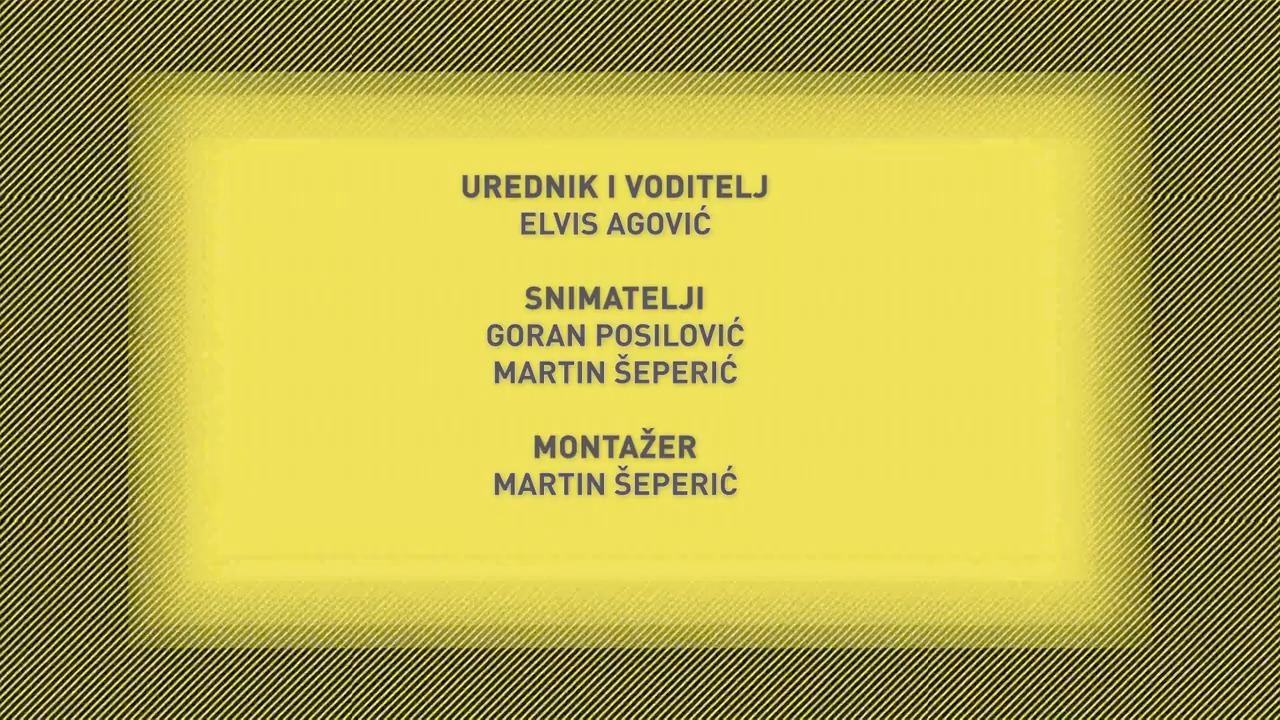 UREDNIK I VODITELJ
ELVIS AGOVIĆ
SNIMATELJI
GORAN POSILOVIĆ
MARTIN ŠEPERIĆ
MONTAŽER
MARTIN ŠEPERIĆ